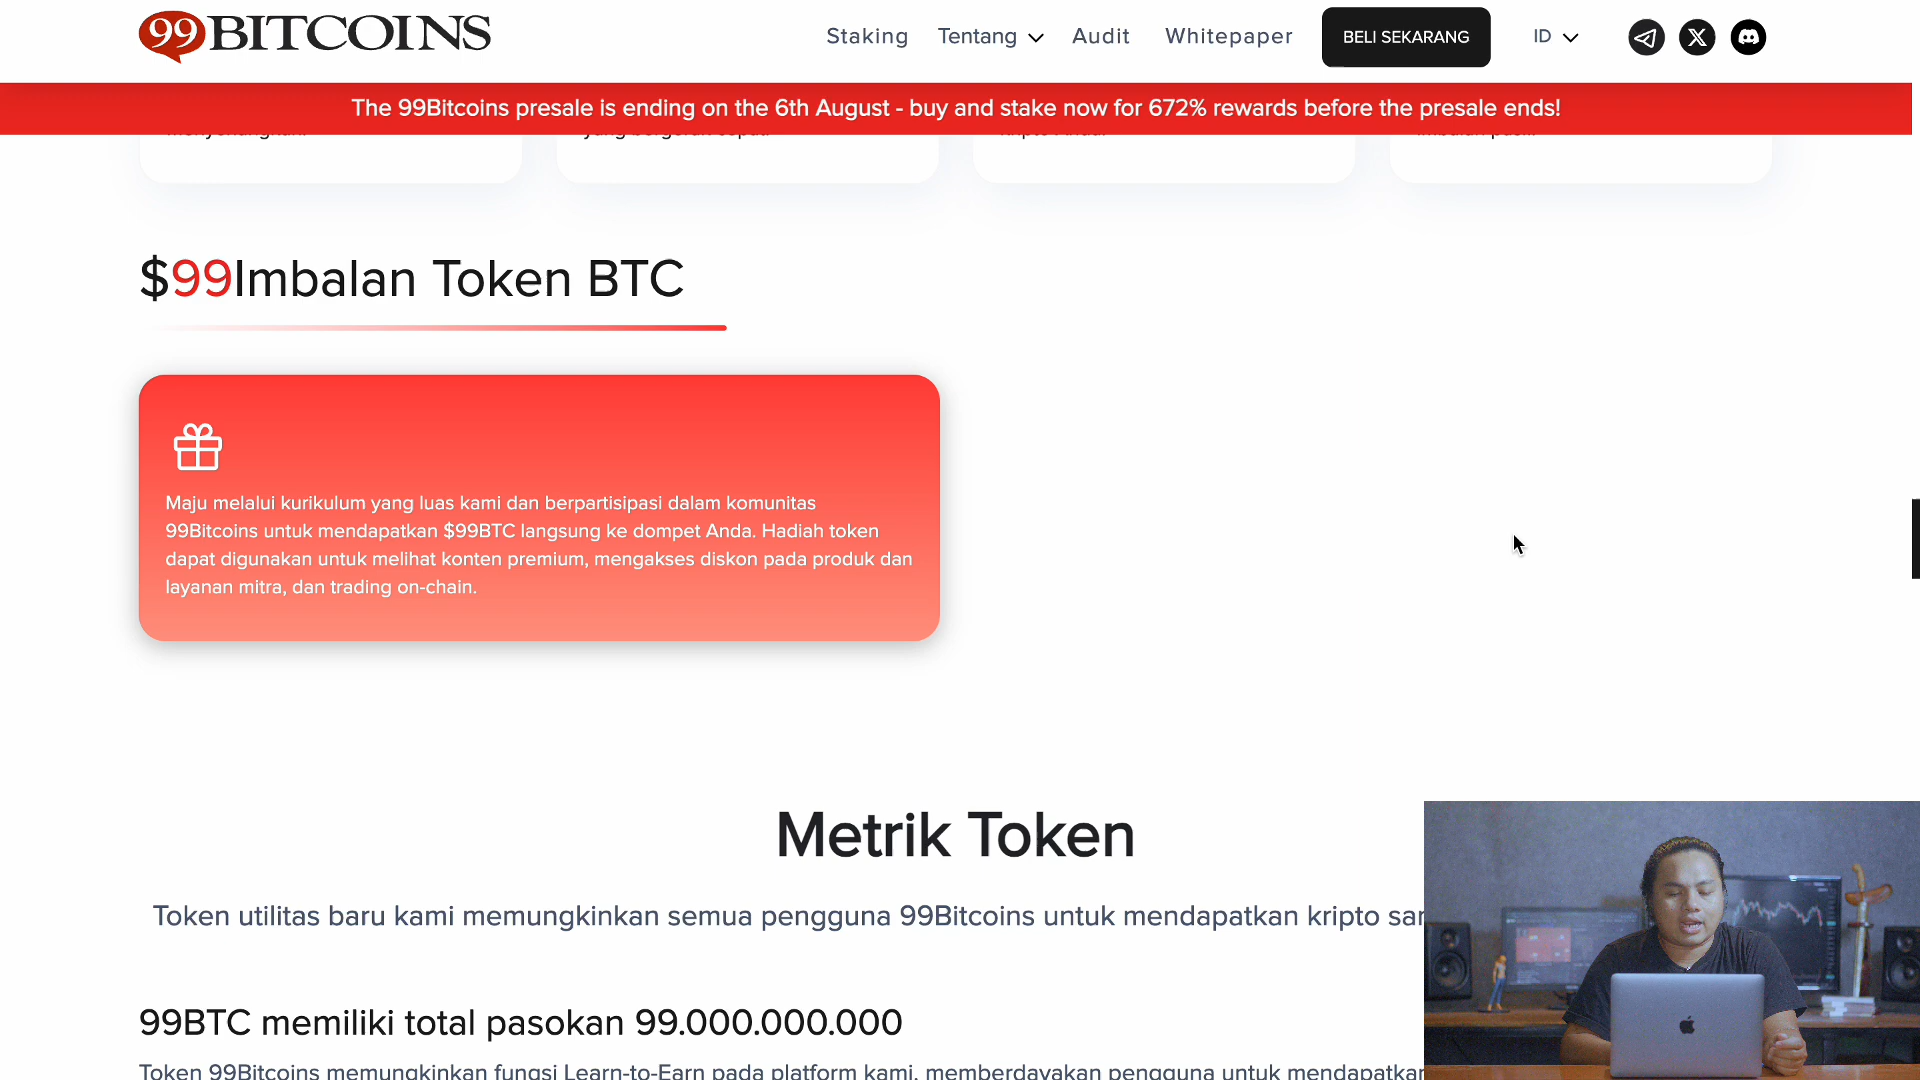 99BITCOINS
Staking Tentang Audit Whitepaper BELI SEKARANG ID
The 99Bitcoins presale is ending on the 6th August - buy and stake now for 672% rewards before the presale ends!
$99Imbalan Token BTC
Maju melalui kurikulum yang luas kami dan berpartisipasi dalam komunitas
99Bitcoins untuk mendapatkan $99BTC langsung ke dompet Anda. Hadiah token
dapat digunakan untuk melihat konten premium, mengakses diskon pada produk dan
layanan mitra, dan trading on-chain.
Metrik Token
Token utilitas baru kami memungkinkan semua pengguna 99Bitcoins untuk mendapatkan kripto
99BTC memiliki total pasokan 99.000.000.000
Token 99Bitcoins memungkinkan fungsi Learn-to-Earn pada platform kami, memberdayakan pengguna untuk